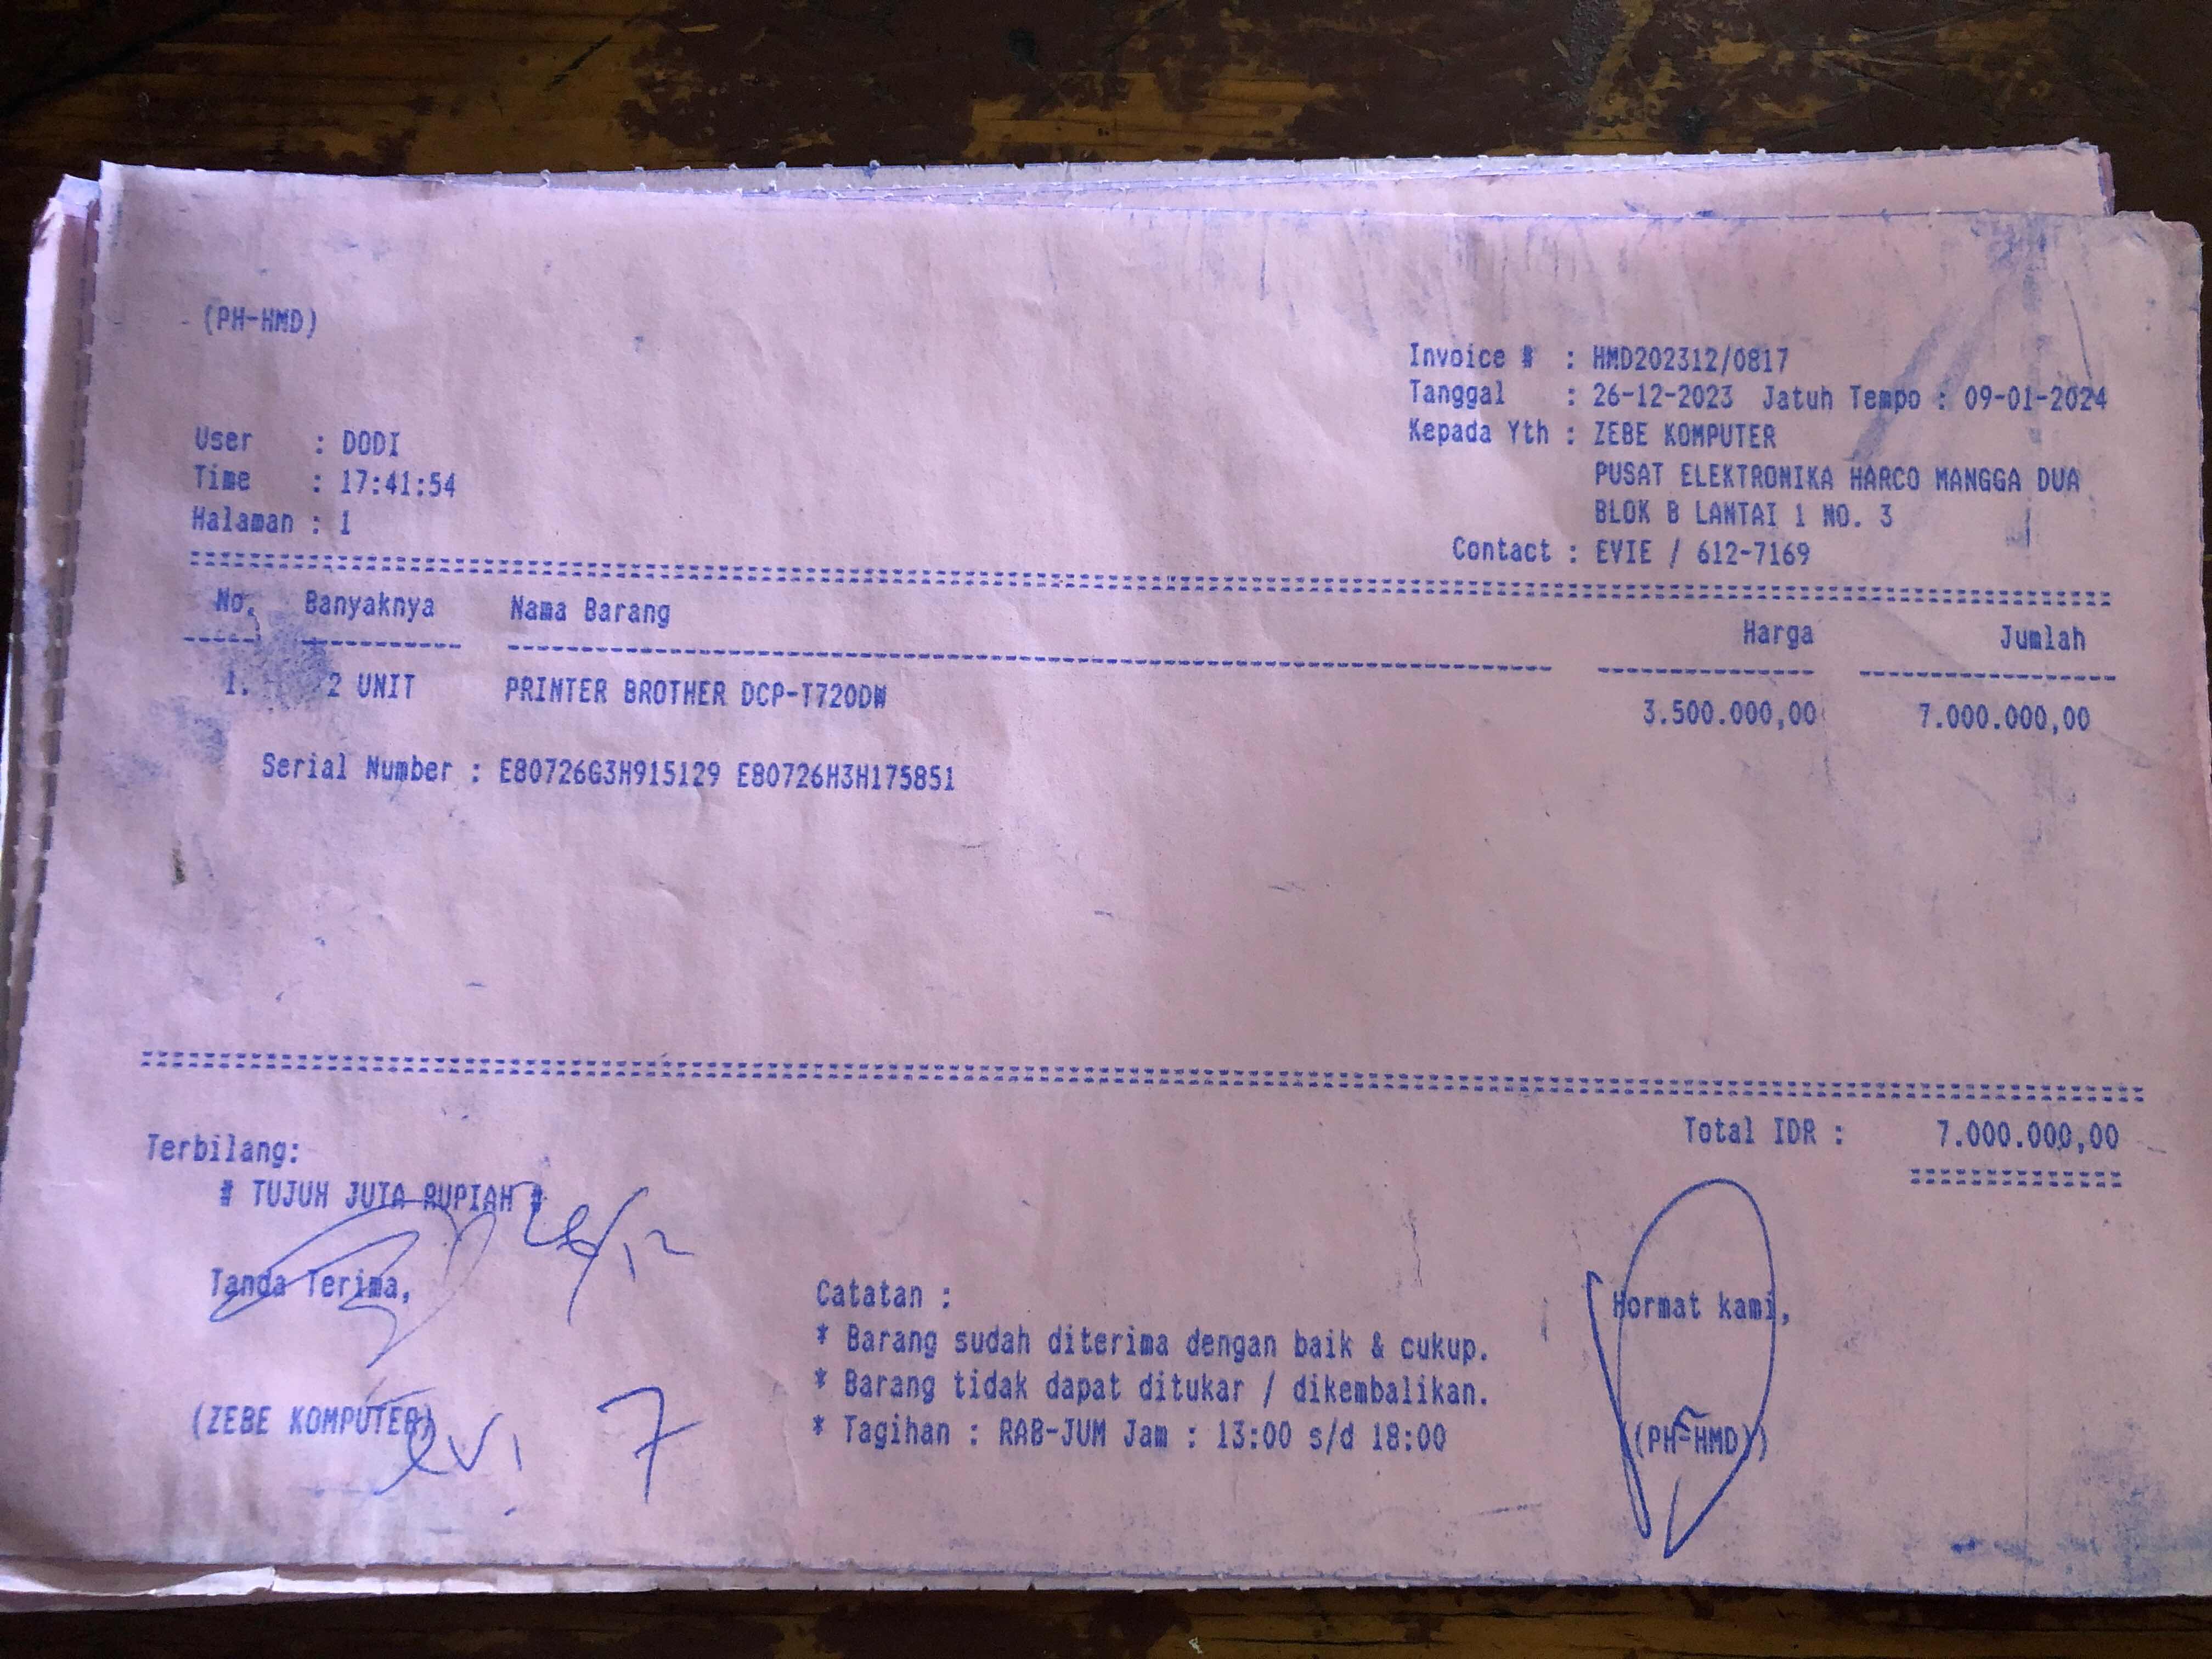 (PH-HMD)
Invoice # : HMD202312/0817
Tanggal : 26-12-2023 Jatuh Tempo : 09-01-2024
Kepada Yth : ZEBE KOMPUTER
PUSAT ELEKTRONIKA HARCO MANGGA DUA
BLOK B LANTAI 1 NO. 3
Contact : EVIE / 612-7169
User : DODI
Time : 17:41:54
Halaman : 1
No. Banyaknya Nama Barang Harga Jumlah
1. 2 UNIT PRINTER BROTHER DCP-T720DW 3.500.000,00 7.000.000,00
Serial Number : E80726G3H915129 E80726H3H175851
Total IDR : 7.000.000,00
Terbilang:
# TUJUH JUTA RUPIAH #
26/12
Tanda Terima,
(ZEBE KOMPUTER)
evi 7
Catatan :
* Barang sudah diterima dengan baik & cukup.
* Barang tidak dapat ditukar / dikembalikan.
* Tagihan : RAB-JUM Jam : 13:00 s/d 18:00
Hormat kami,
(PH-HMD)